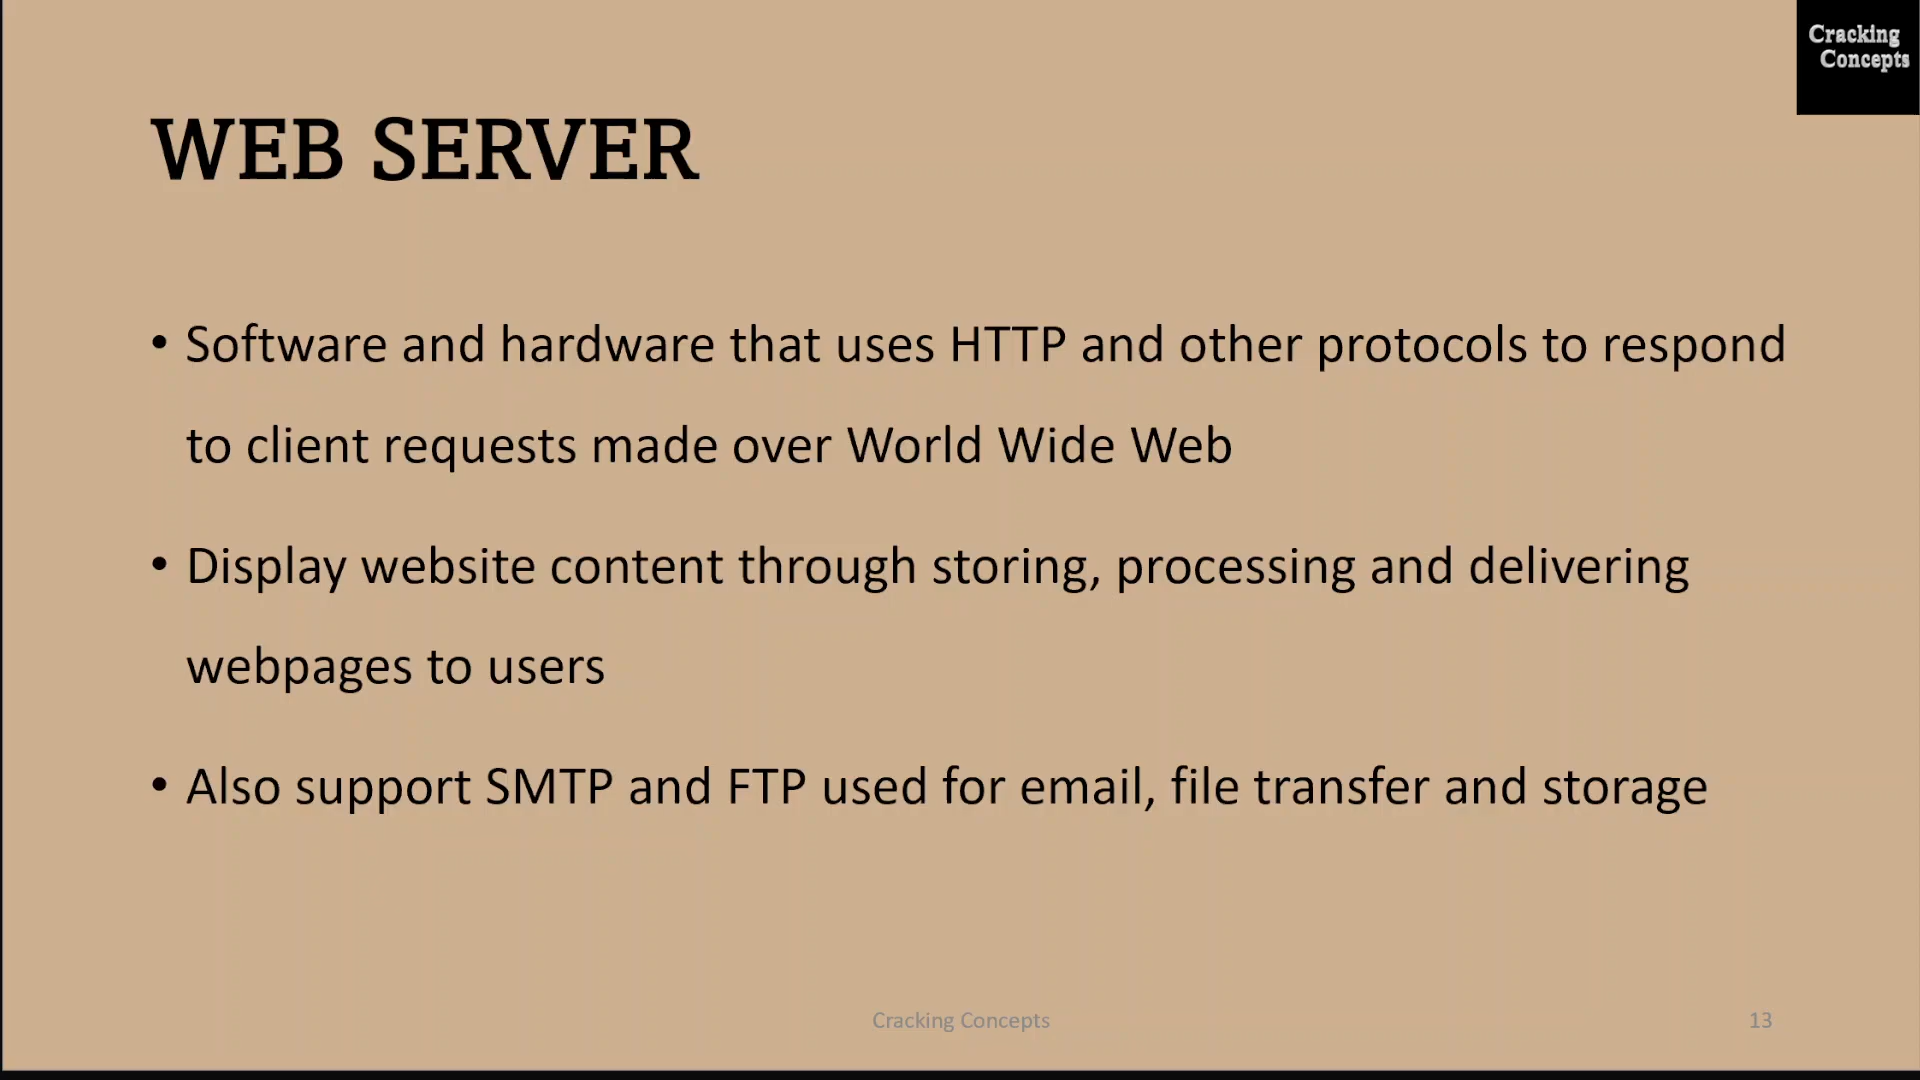 Cracking
Concepts
WEB SERVER
• Software and hardware that uses HTTP and other protocols to respond
to client requests made over World Wide Web
• Display website content through storing, processing and delivering
webpages to users
• Also support SMTP and FTP used for email, file transfer and storage
Cracking Concepts
13